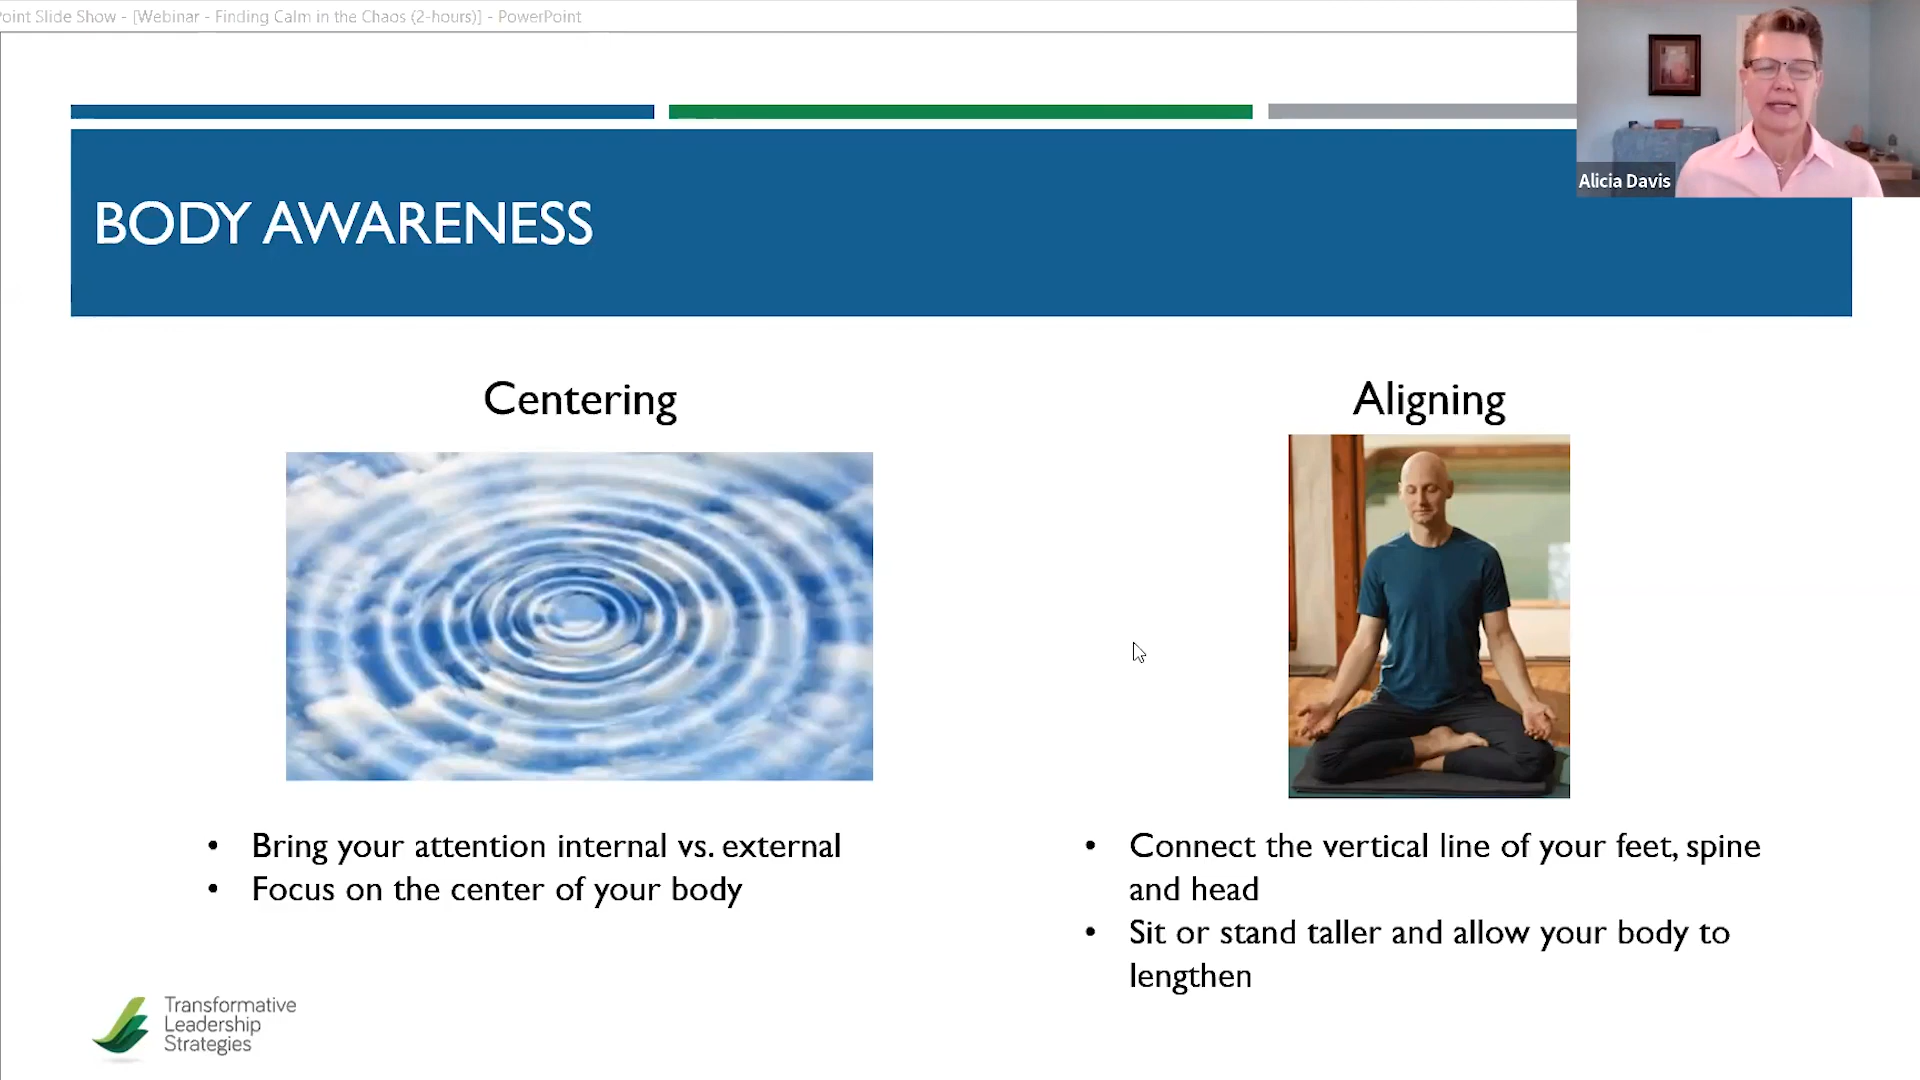 oint Slide Show - [Webinar - Finding Calm in the Chaos (2-hours)] - PowerPoint
Alicia Davis
BODY AWARENESS
Centering
Aligning
• Bring your attention internal vs. external
• Focus on the center of your body
• Connect the vertical line of your feet, spine
and head
• Sit or stand taller and allow your body to
lengthen
Transformative
Leadership
Strategies